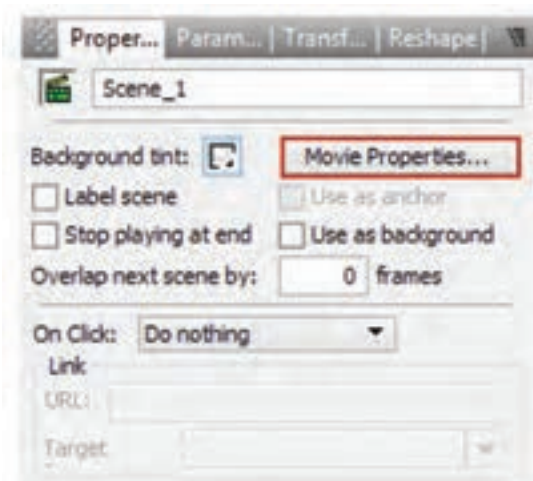 Proper... Param... | Transf... | Reshape |
Scene_1
Background tint: Movie Properties...
Label scene Use as anchor
Stop playing at end Use as background
Overlap next scene by: 0 frames
On Click: Do nothing
Link
URL:
Target